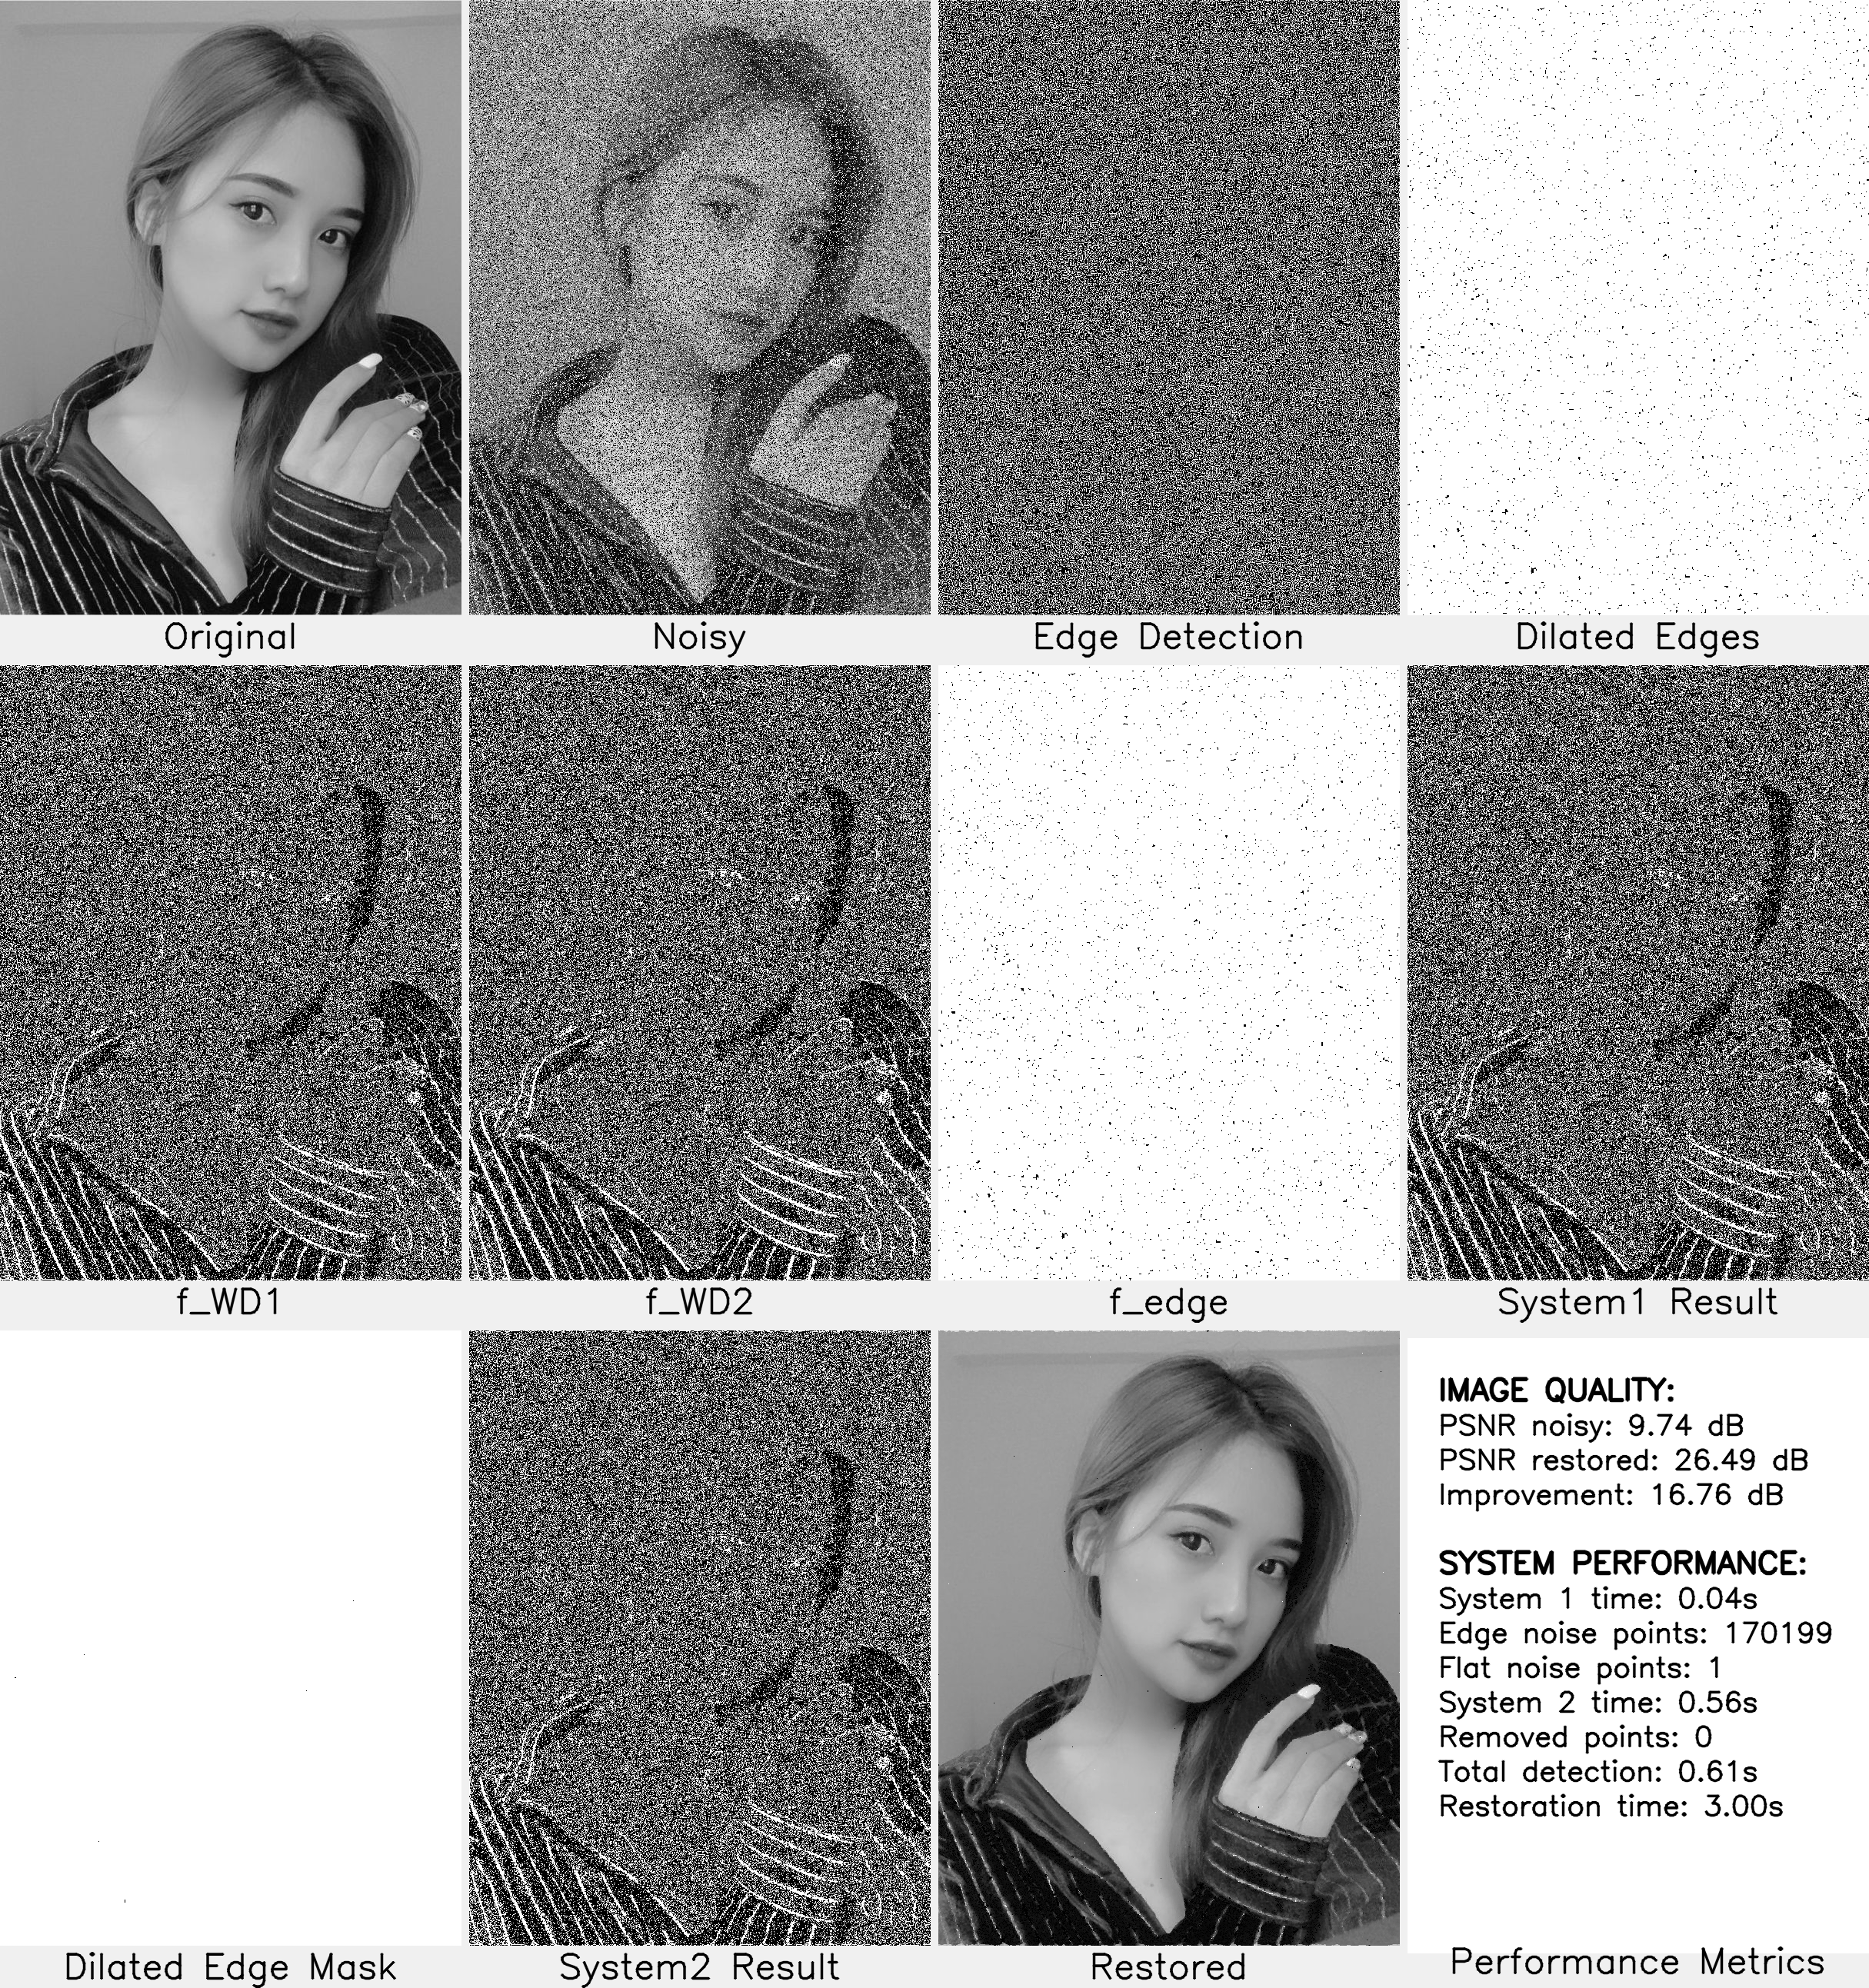 Original
Noisy
Edge Detection
Dilated Edges
f_WD1
f_WD2
f_edge
System1 Result
IMAGE QUALITY:
PSNR noisy: 9.74 dB
PSNR restored: 26.49 dB
Improvement: 16.76 dB
SYSTEM PERFORMANCE:
System 1 time: 0.04s
Edge noise points: 170199
Flat noise points: 1
System 2 time: 0.56s
Removed points: 0
Total detection: 0.61s
Restoration time: 3.00s
Dilated Edge Mask
System2 Result
Restored
Performance Metrics